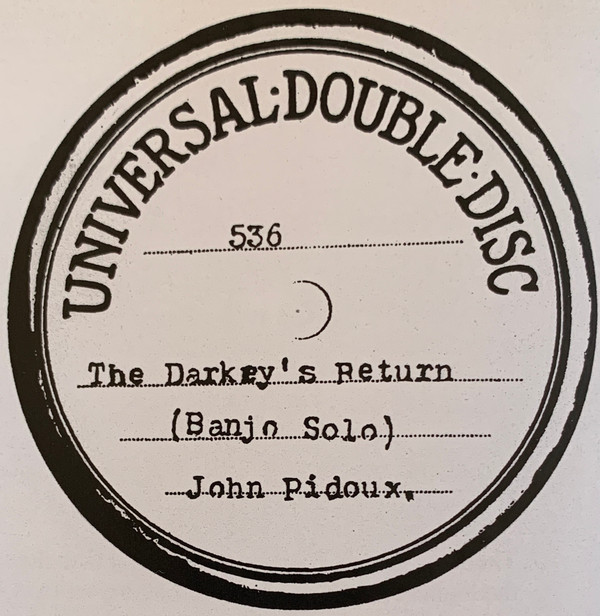 UNIVERSAL·DOUBLE·DISC
536
The Darkey's Return
(Banjo Solo)
John Pidoux.